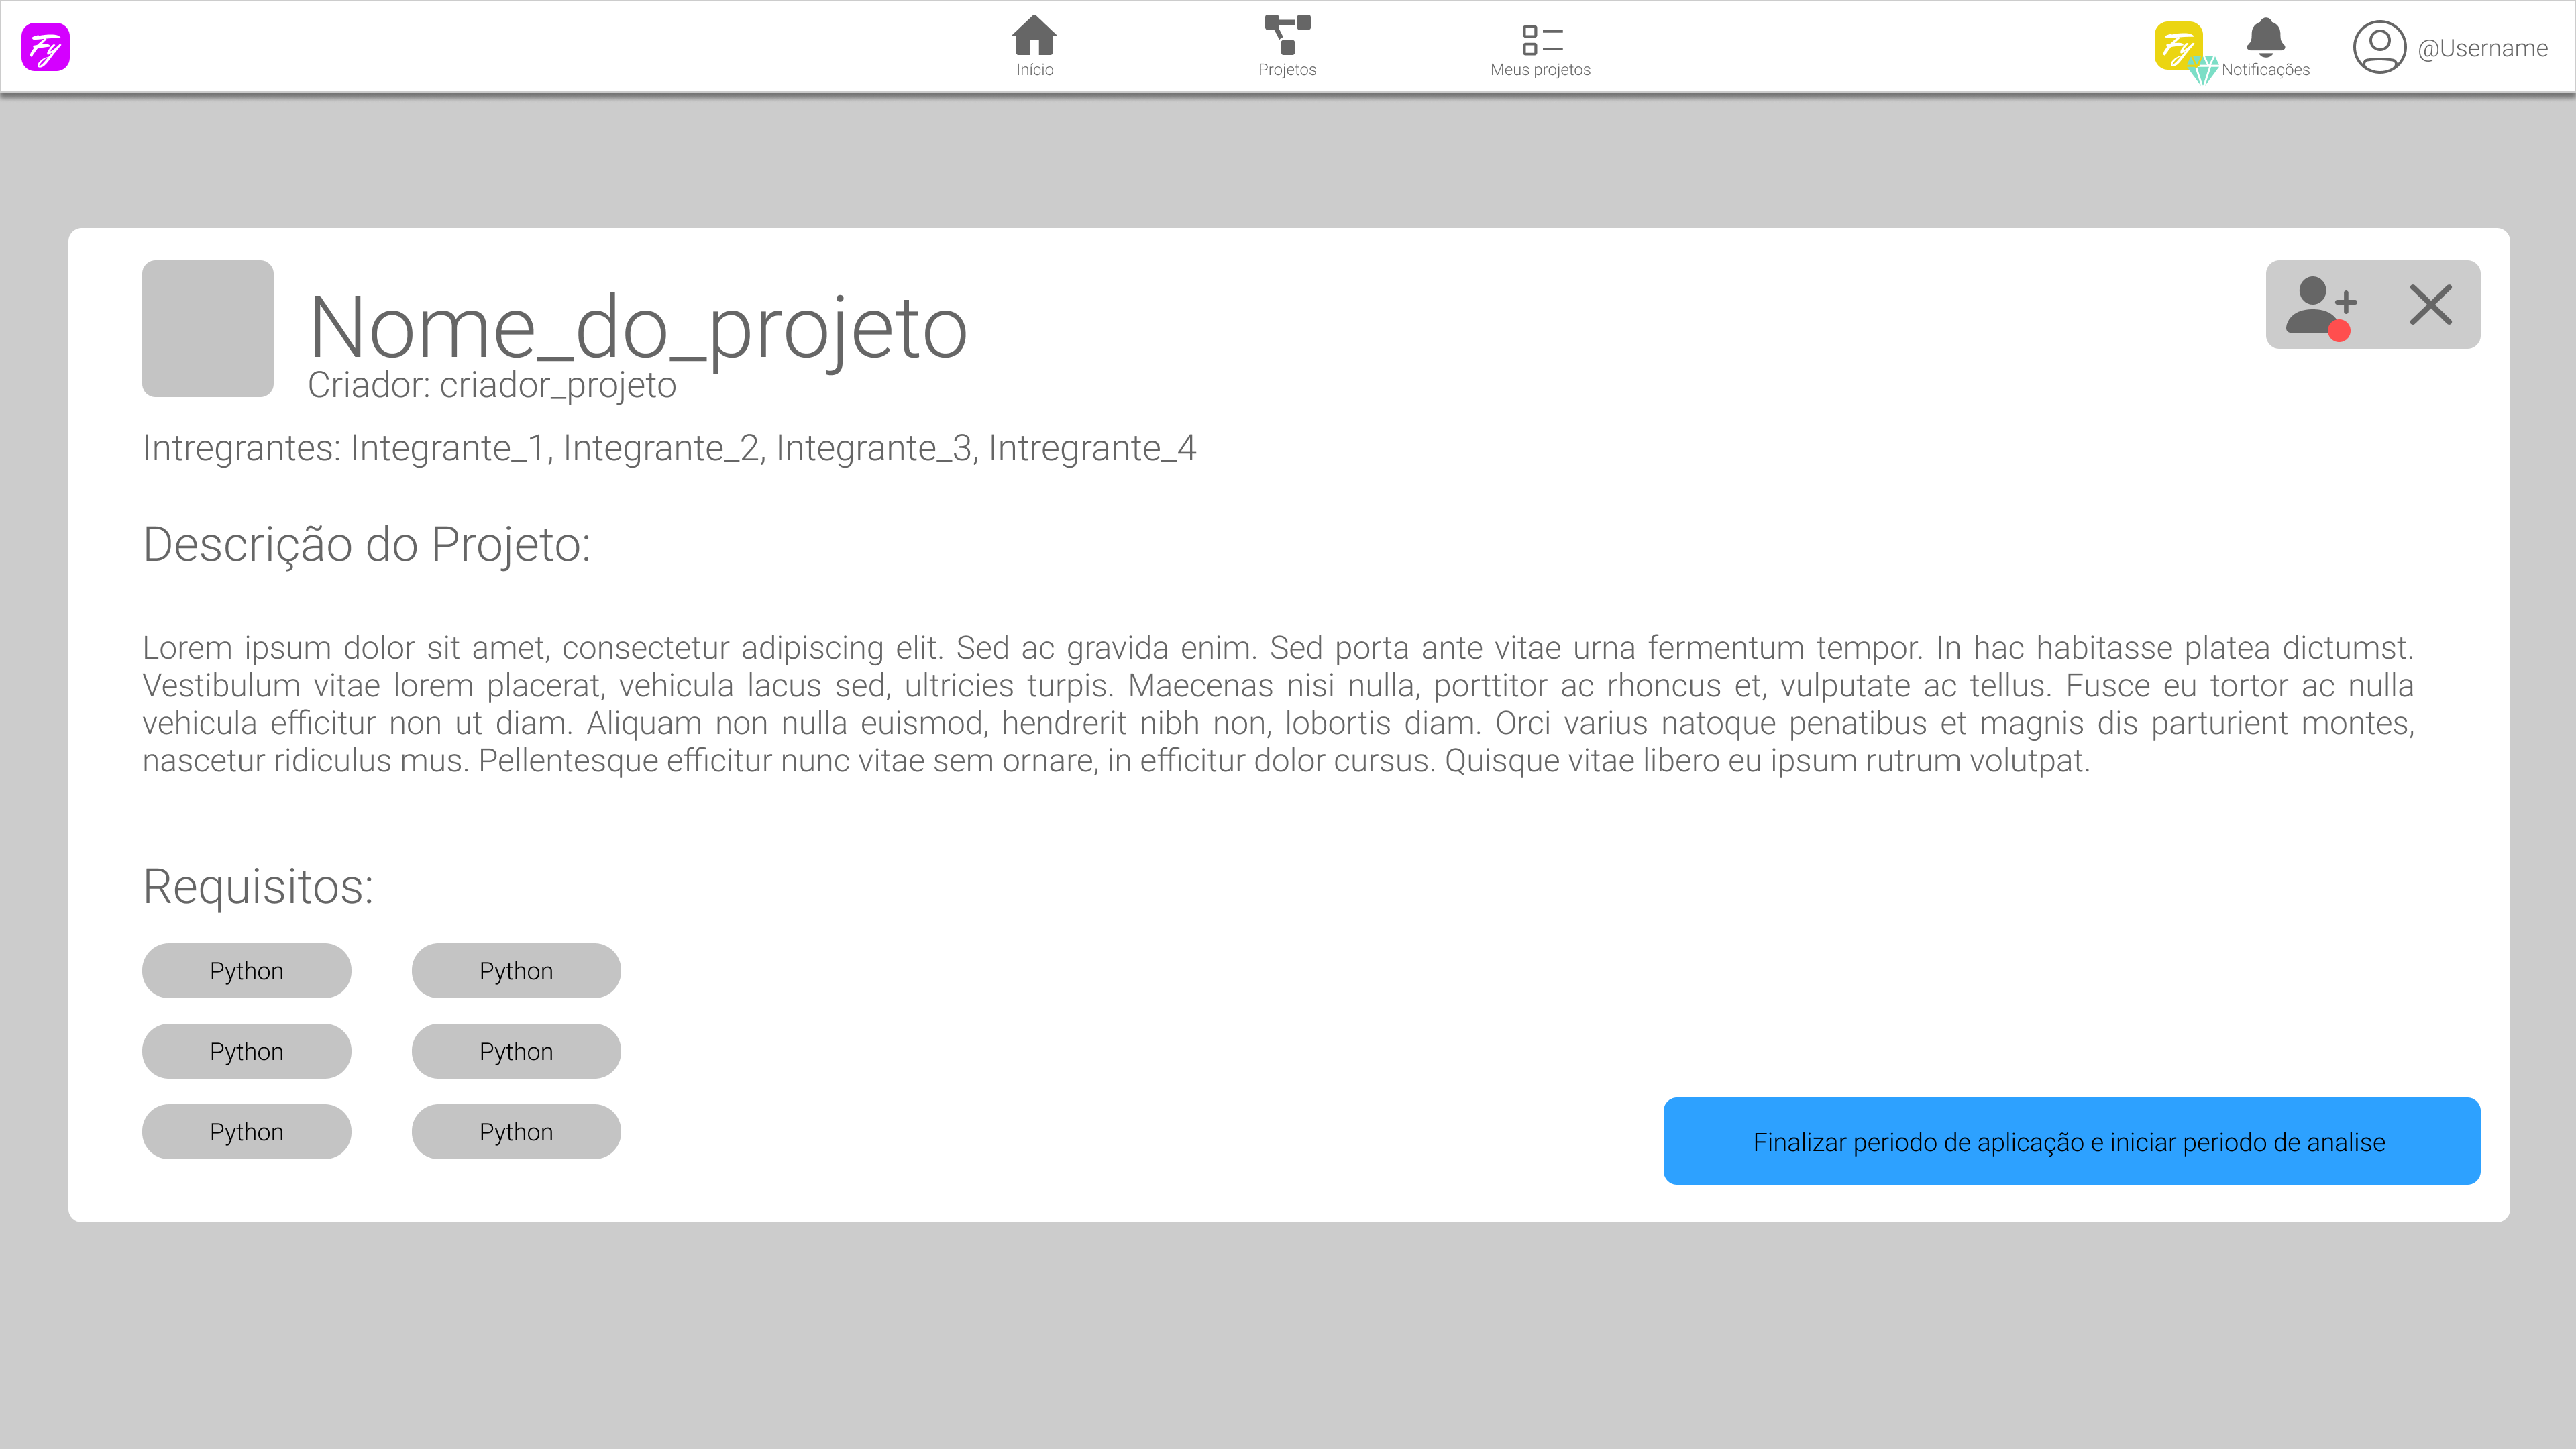 Fy
Início
Projetos
Meus projetos
Fy
Notificações
@Username
Nome_do_projeto
Criador: criador_projeto
Intregrantes: Integrante_1, Integrante_2, Integrante_3, Intregrante_4
Descrição do Projeto:
Lorem ipsum dolor sit amet, consectetur adipiscing elit. Sed ac gravida enim. Sed porta ante vitae urna fermentum tempor. In hac habitasse platea dictumst.
Vestibulum vitae lorem placerat, vehicula lacus sed, ultricies turpis. Maecenas nisi nulla, porttitor ac rhoncus et, vulputate ac tellus. Fusce eu tortor ac nulla
vehicula efficitur non ut diam. Aliquam non nulla euismod, hendrerit nibh non, lobortis diam. Orci varius natoque penatibus et magnis dis parturient montes,
nascetur ridiculus mus. Pellentesque efficitur nunc vitae sem ornare, in efficitur dolor cursus. Quisque vitae libero eu ipsum rutrum volutpat.
Requisitos:
Python
Python
Python
Python
Python
Python
Finalizar periodo de aplicação e iniciar periodo de analise